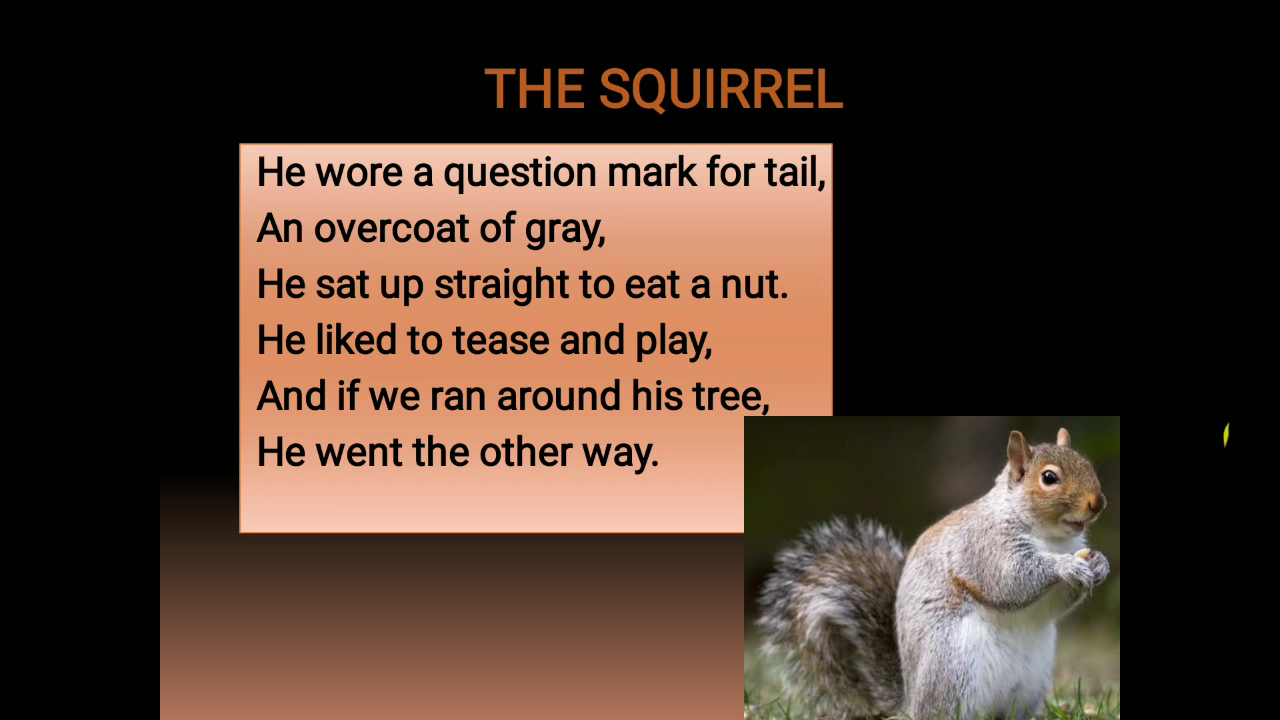 THE SQUIRREL
He wore a question mark for tail,
An overcoat of gray,
He sat up straight to eat a nut.
He liked to tease and play,
And if we ran around his tree,
He went the other way.